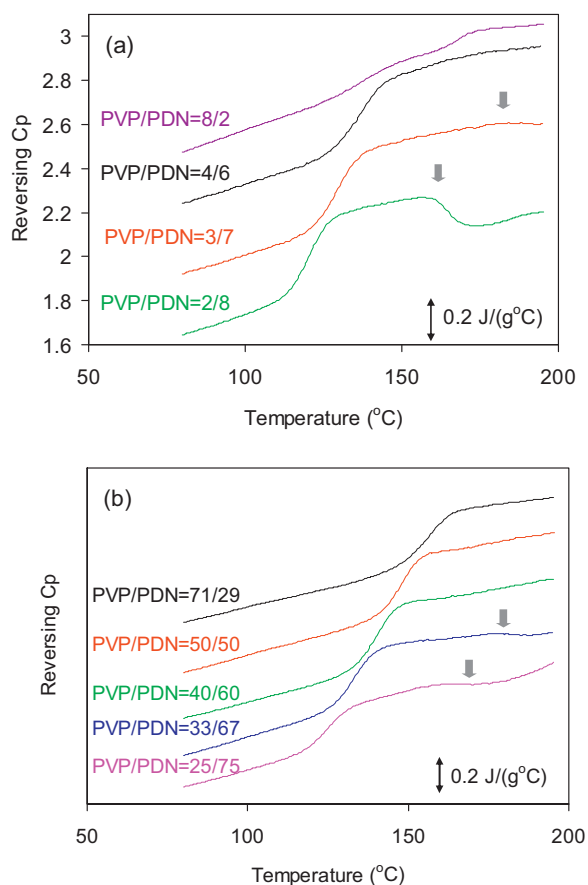 (a)
3
2.8
2.6
2.4
2.2
2
1.8
1.6
Reversing Cp
PVP/PDN=8/2
PVP/PDN=4/6
PVP/PDN=3/7
PVP/PDN=2/8
0.2 J/(g°C)
50 100 150 200
Temperature (°C)
(b)
Reversing Cp
PVP/PDN=71/29
PVP/PDN=50/50
PVP/PDN=40/60
PVP/PDN=33/67
PVP/PDN=25/75
0.2 J/(g°C)
50 100 150 200
Temperature (°C)